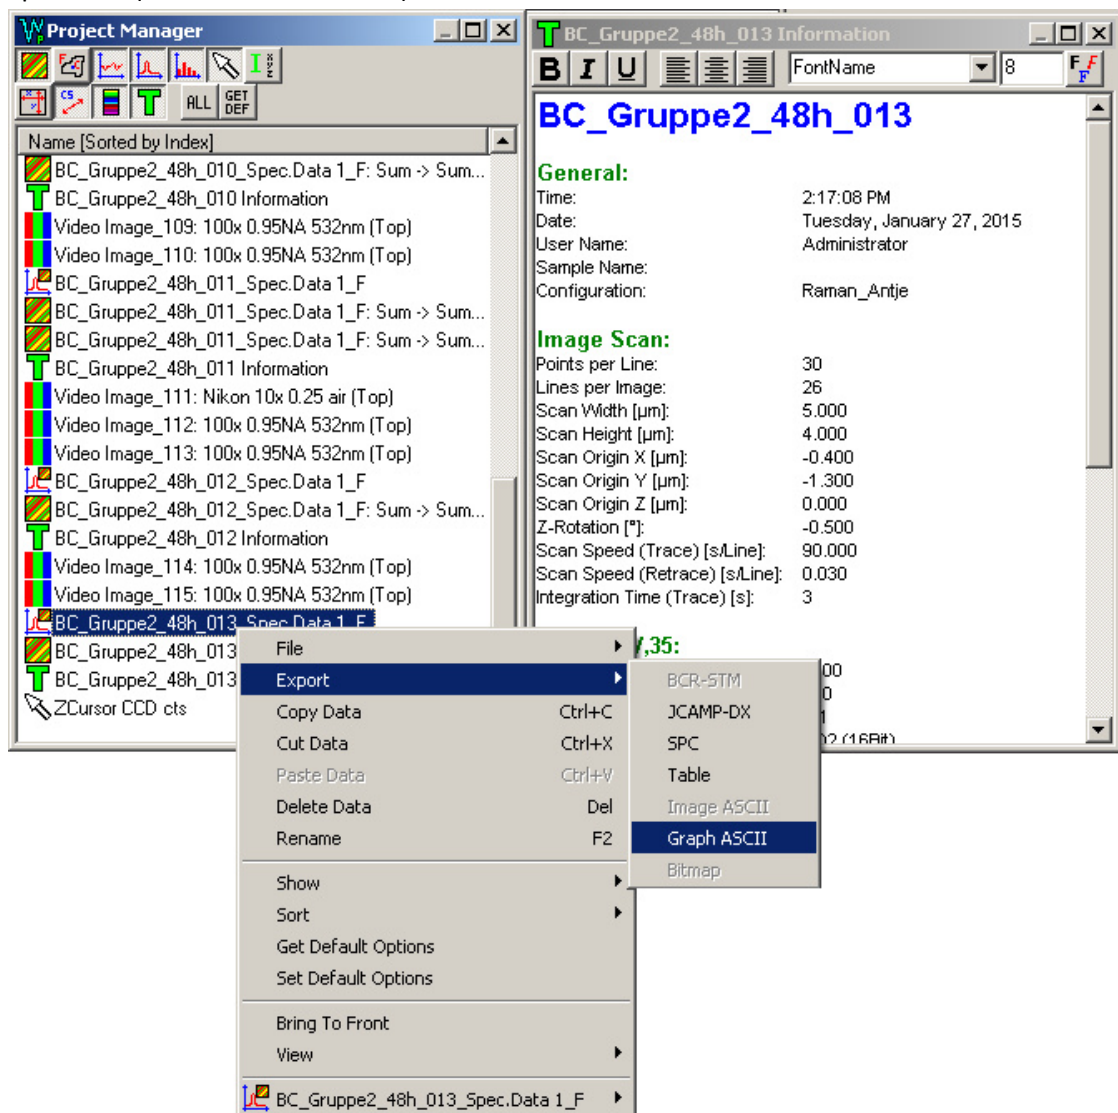 Project Manager
ALL
GET DEF
Name [Sorted by Index]
BC_Gruppe2_48h_010_Spec.Data 1_F: Sum -> Sum...
BC_Gruppe2_48h_010 Information
Video Image_109: 100x 0.95NA 532nm (Top)
Video Image_110: 100x 0.95NA 532nm (Top)
BC_Gruppe2_48h_011_Spec.Data 1_F
BC_Gruppe2_48h_011_Spec.Data 1_F: Sum -> Sum...
BC_Gruppe2_48h_011_Spec.Data 1_F: Sum -> Sum...
BC_Gruppe2_48h_011 Information
Video Image_111: Nikon 10x 0.25 air (Top)
Video Image_112: 100x 0.95NA 532nm (Top)
Video Image_113: 100x 0.95NA 532nm (Top)
BC_Gruppe2_48h_012_Spec.Data 1_F
BC_Gruppe2_48h_012_Spec.Data 1_F: Sum -> Sum...
BC_Gruppe2_48h_012 Information
Video Image_114: 100x 0.95NA 532nm (Top)
Video Image_115: 100x 0.95NA 532nm (Top)
BC_Gruppe2_48h_013_Spec.Data 1_F
BC_Gruppe2_48h_013
BC_Gruppe2_48h_013
ZCursor CCD cts
BC_Gruppe2_48h_013 Information
B I U FontName 8
BC_Gruppe2_48h_013
General:
Time: 2:17:08 PM
Date: Tuesday, January 27, 2015
User Name: Administrator
Sample Name:
Configuration: Raman_Antje
Image Scan:
Points per Line: 30
Lines per Image: 26
Scan Width [µm]: 5.000
Scan Height [µm]: 4.000
Scan Origin X [µm]: -0.400
Scan Origin Y [µm]: -1.300
Scan Origin Z [µm]: 0.000
Z-Rotation [°]: -0.500
Scan Speed (Trace) [s/Line]: 90.000
Scan Speed (Retrace) [s/Line]: 0.030
Integration Time (Trace) [s]: 3
,35:
File
Export
Copy Data Ctrl+C
Cut Data Ctrl+X
Paste Data Ctrl+V
Delete Data Del
Rename F2
Show
Sort
Get Default Options
Set Default Options
Bring To Front
View
BC_Gruppe2_48h_013_Spec.Data 1_F
BCR-STM
JCAMP-DX
SPC
Table
Image ASCII
Graph ASCII
Bitmap